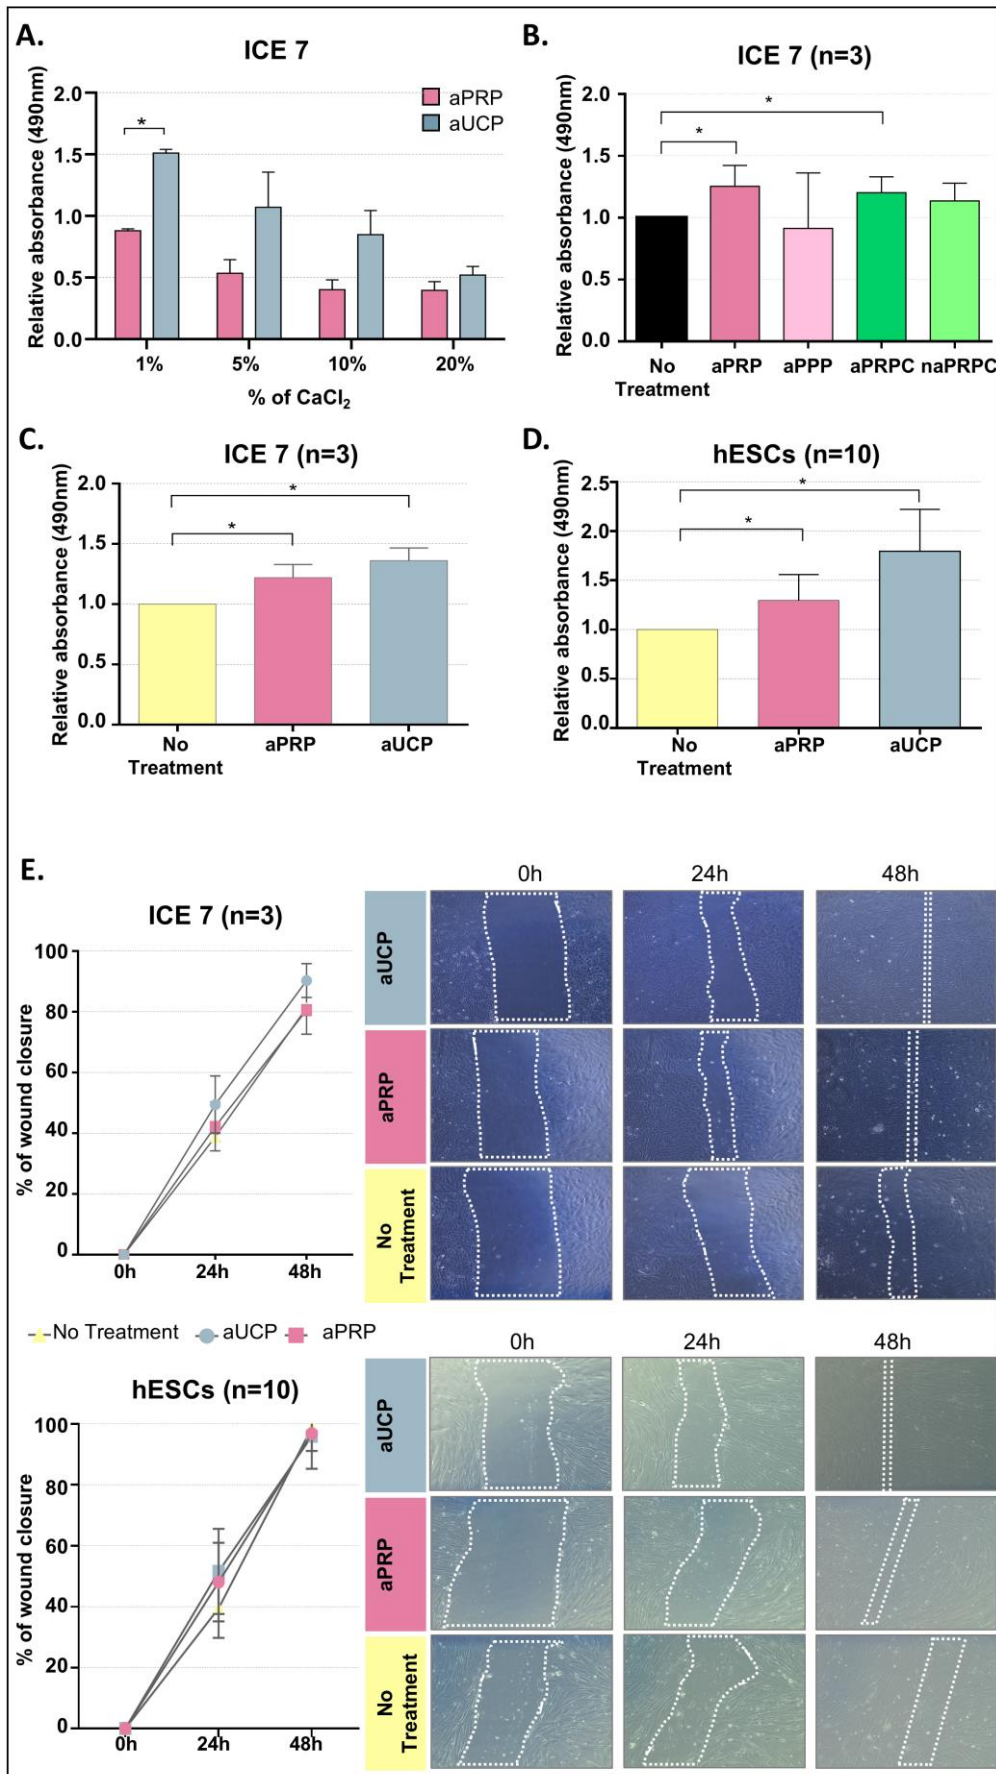 A.
ICE 7
Relative absorbance (490nm)
2.0
1.5
1.0
0.5
0.0
*
aPRP
aUCP
1% 5% 10% 20%
% of CaCl₂
B.
ICE 7 (n=3)
Relative absorbance (490nm)
2.0
1.5
1.0
0.5
0.0
*
*
No Treatment aPRP aPPP aPRPC naPRPC
C.
ICE 7 (n=3)
Relative absorbance (490nm)
2.0
1.5
1.0
0.5
0.0
*
*
No Treatment aPRP aUCP
D.
hESCs (n=10)
Relative absorbance (490nm)
2.5
2.0
1.5
1.0
0.5
0.0
*
*
No Treatment aPRP aUCP
E.
ICE 7 (n=3)
% of wound closure
100
80
60
40
20
0
0h 24h 48h
0h 24h 48h
aUCP
aPRP
No Treatment
No Treatment aUCP aPRP
hESCs (n=10)
% of wound closure
100
80
60
40
20
0
0h 24h 48h
0h 24h 48h
aUCP
aPRP
No Treatment